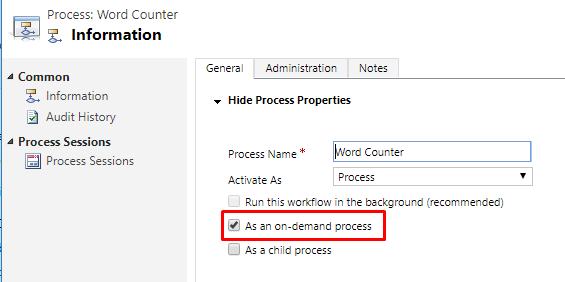 Process: Word Counter
Information
Common
Information
Audit History
Process Sessions
Process Sessions
General Administration Notes
Hide Process Properties
Process Name * Word Counter
Activate As Process
Run this workflow in the background (recommended)
As an on-demand process
As a child process